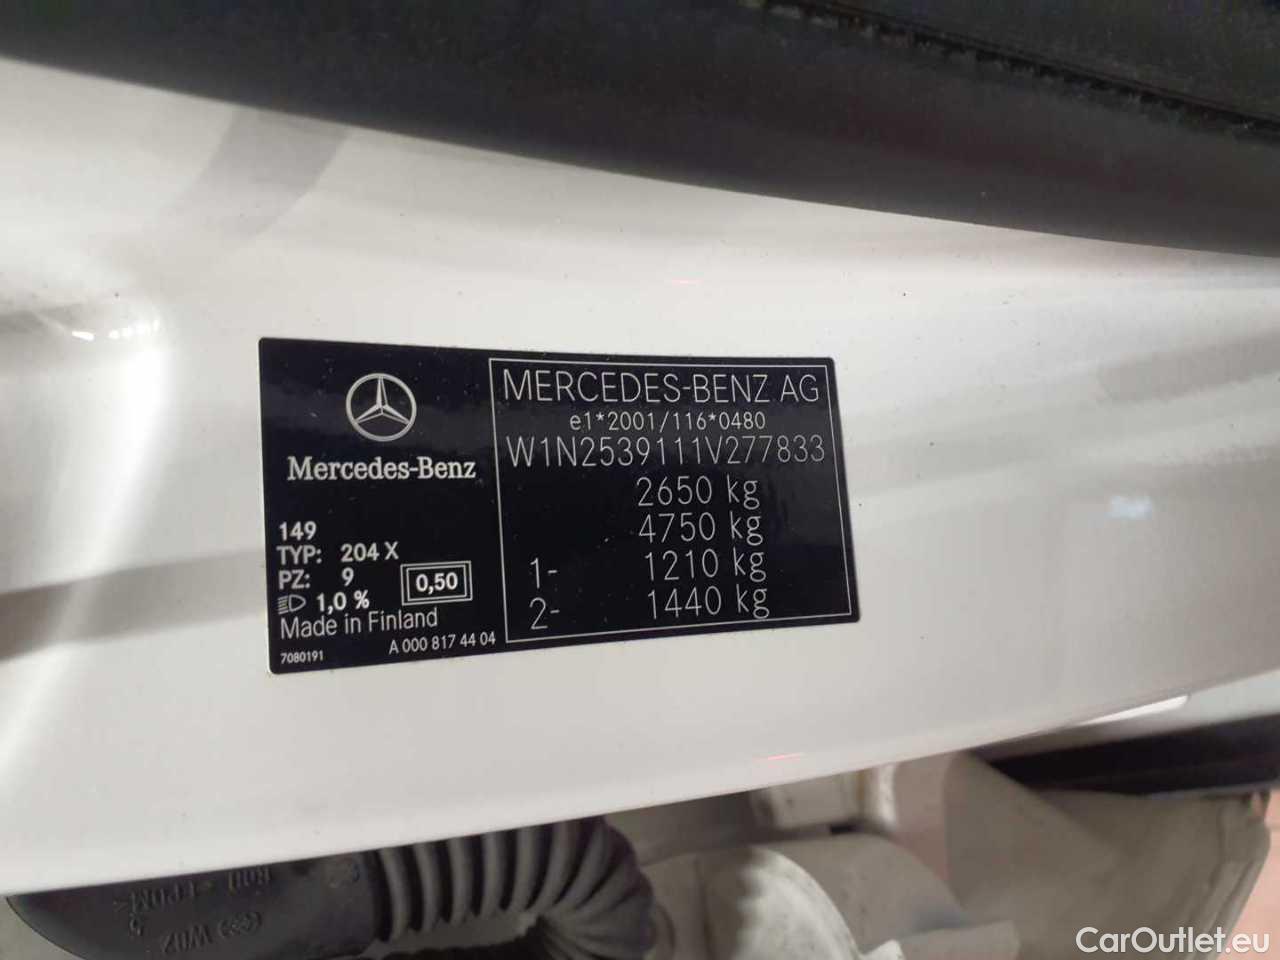 Mercedes-Benz
149
TYP: 204 X
PZ: 9
1,0 %
0,50
Made in Finland
7080191
A 000 817 44 04
MERCEDES-BENZ AG
e1*2001/116*0480
W1N2539111V277833
2650 kg
4750 kg
1- 1210 kg
2- 1440 kg
CarOutlet.eu